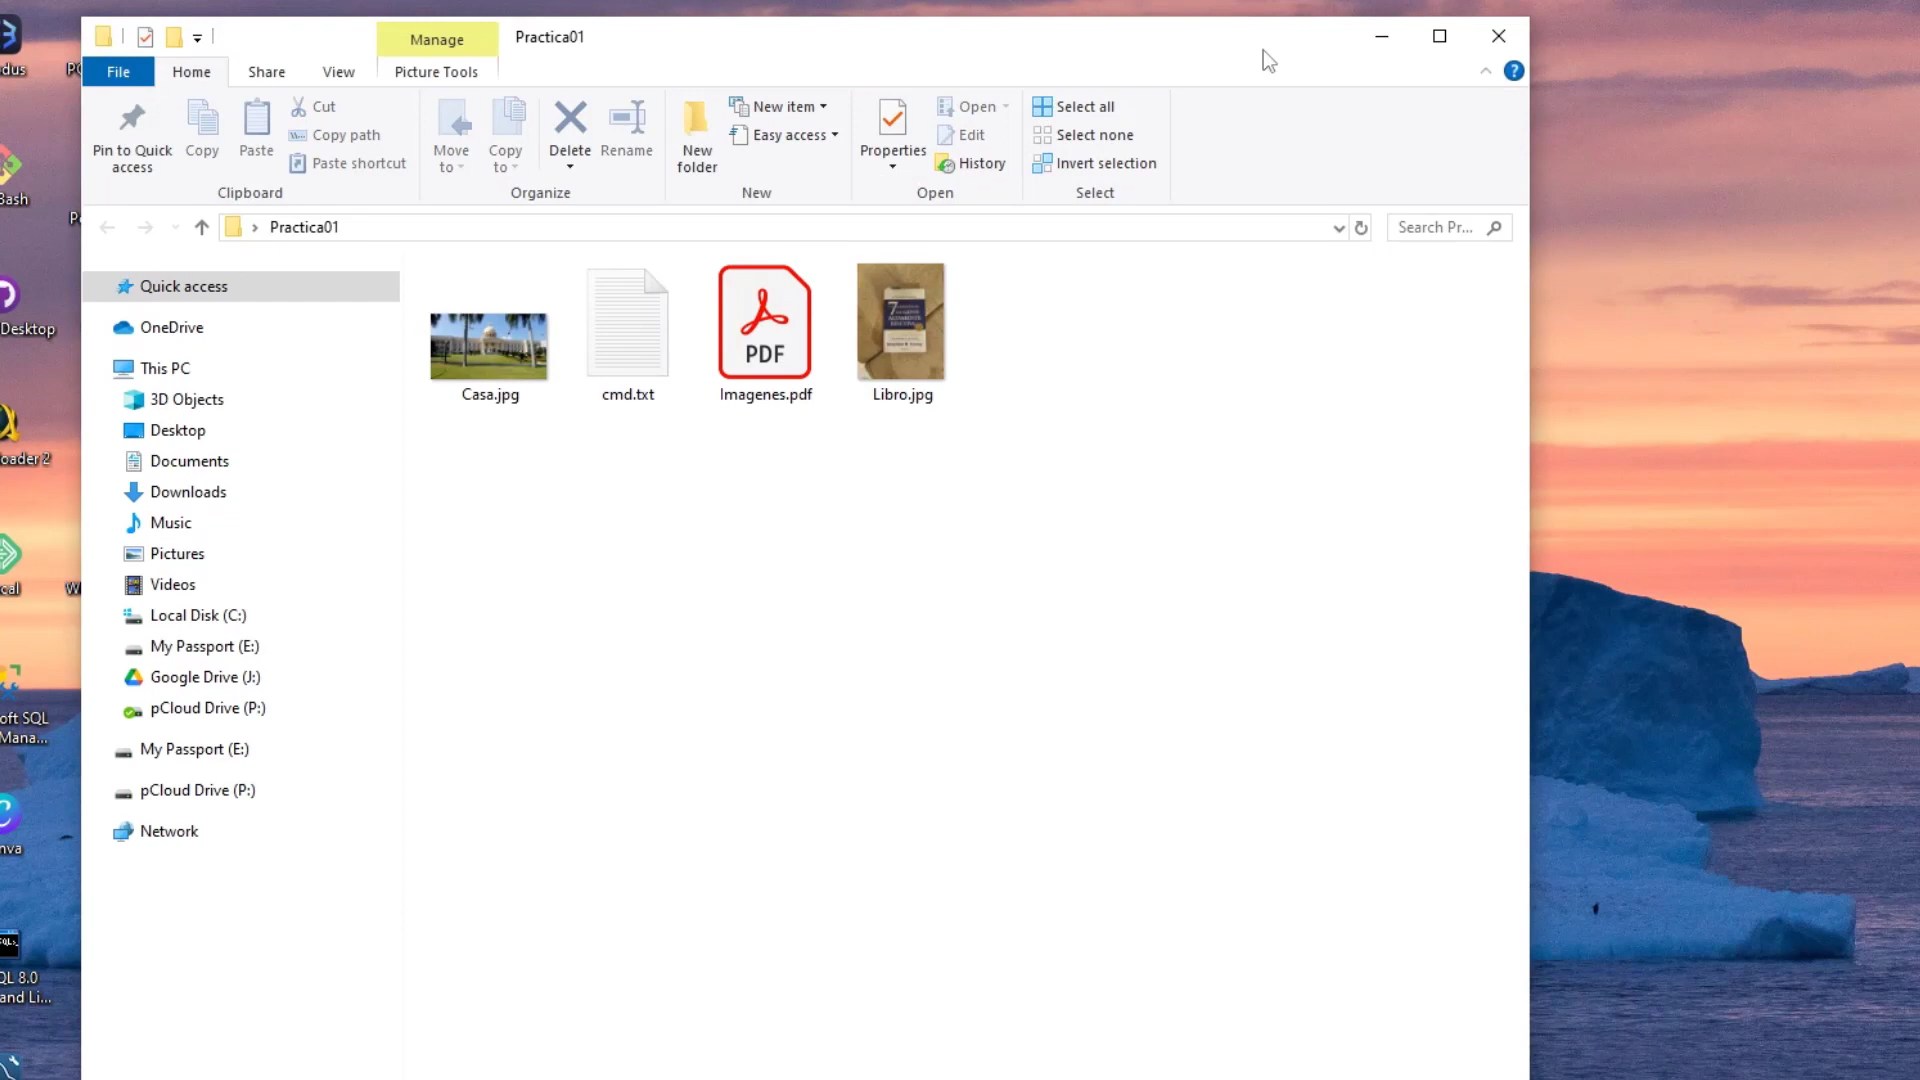 Manage
Practica01
File
Home
Share
View
Picture Tools
Pin to Quick
access
Copy
Paste
Cut
Copy path
Paste shortcut
Clipboard
Move
to
Copy
to
Delete
Rename
Organize
New
folder
New item
Easy access
New
Properties
Open
Edit
History
Open
Select all
Select none
Invert selection
Select
Practica01
Search Pr...
Quick access
OneDrive
This PC
3D Objects
Desktop
Documents
Downloads
Music
Pictures
Videos
Local Disk (C:)
My Passport (E:)
Google Drive (J:)
pCloud Drive (P:)
My Passport (E:)
pCloud Drive (P:)
Network
PDF
Casa.jpg
cmd.txt
Imagenes.pdf
Libro.jpg
dus
PC
Bash
Pa
Desktop
oader 2
cal
W
oft SQL
Mana...
nva
QL 8.0
and Li...